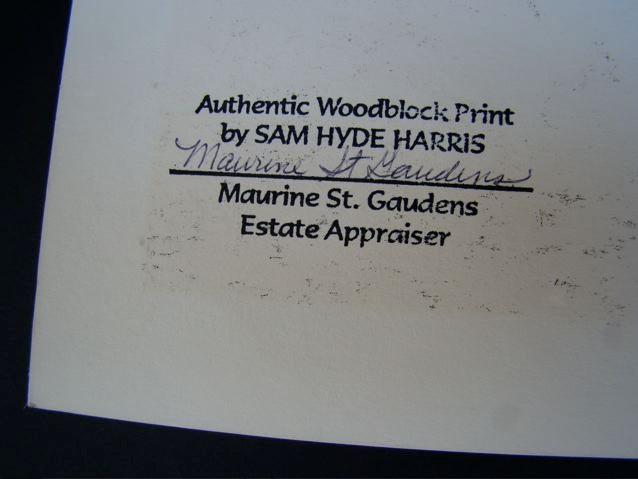 Authentic Woodblock Print
by SAM HYDE HARRIS
Maurine St Gaudens
Maurine St. Gaudens
Estate Appraiser